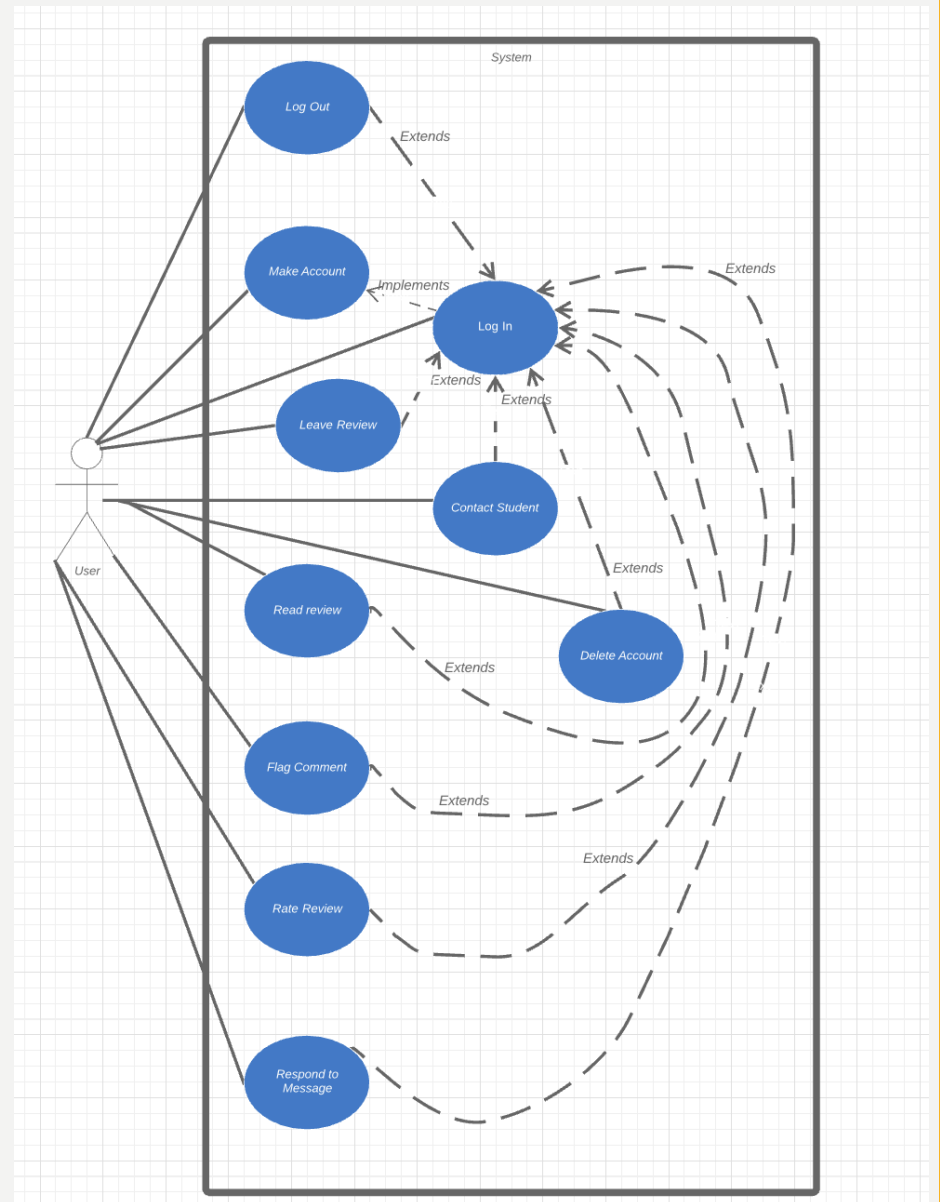 System
Log Out
Extends
Make Account
Implements
Extends
Log In
Extends
Leave Review
Extends
Contact Student
User
Extends
Read review
Delete Account
Extends
Flag Comment
Extends
Extends
Rate Review
Respond to
Message